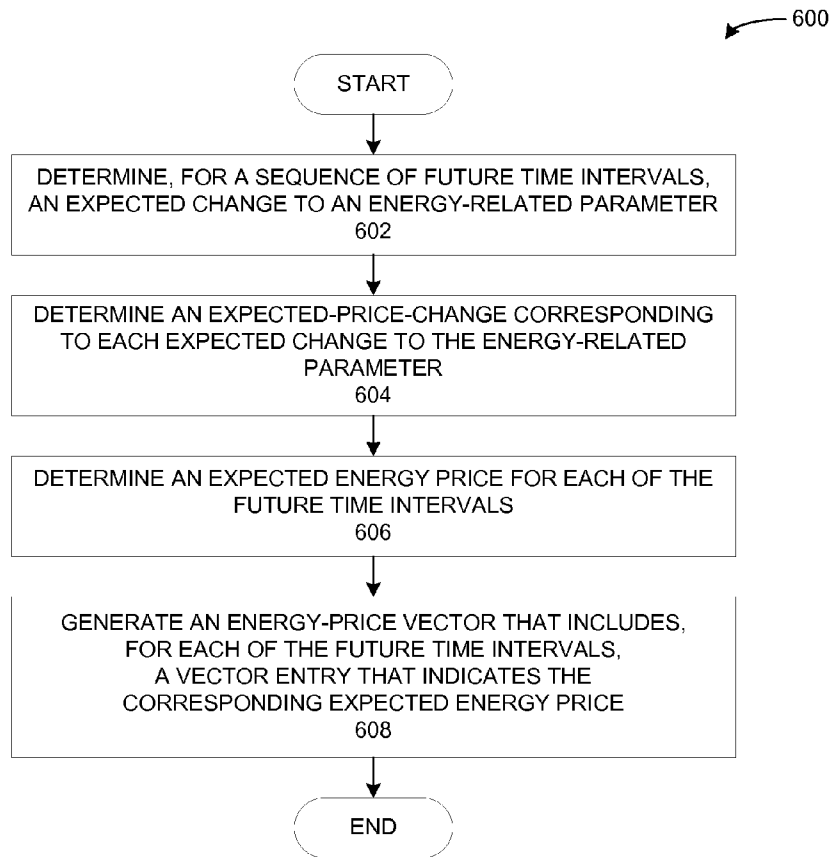 600
START
DETERMINE, FOR A SEQUENCE OF FUTURE TIME INTERVALS,
AN EXPECTED CHANGE TO AN ENERGY-RELATED PARAMETER
602
DETERMINE AN EXPECTED-PRICE-CHANGE CORRESPONDING
TO EACH EXPECTED CHANGE TO THE ENERGY-RELATED
PARAMETER
604
DETERMINE AN EXPECTED ENERGY PRICE FOR EACH OF THE
FUTURE TIME INTERVALS
606
GENERATE AN ENERGY-PRICE VECTOR THAT INCLUDES,
FOR EACH OF THE FUTURE TIME INTERVALS,
A VECTOR ENTRY THAT INDICATES THE
CORRESPONDING EXPECTED ENERGY PRICE
608
END